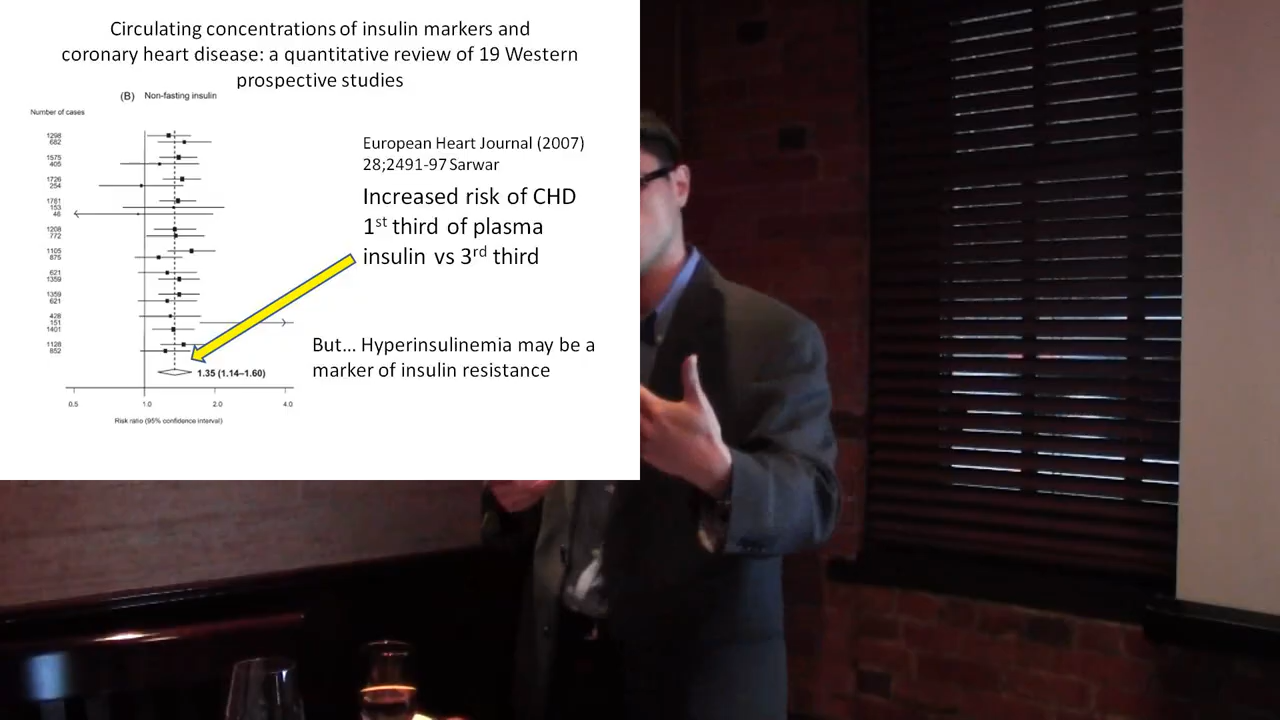 Circulating concentrations of insulin markers and
coronary heart disease: a quantitative review of 19 Western
prospective studies
(B) Non-fasting insulin
Number of cases
1298
682
1575
405
1726
254
1781
153
46
1208
772
1105
875
621
1359
1359
621
428
151
1401
1128
852
1.35 (1.14–1.60)
0.5 1.0 2.0 4.0
Risk ratio (95% confidence interval)
European Heart Journal (2007)
28;2491-97 Sarwar
Increased risk of CHD
1st third of plasma
insulin vs 3rd third
But... Hyperinsulinemia may be a
marker of insulin resistance